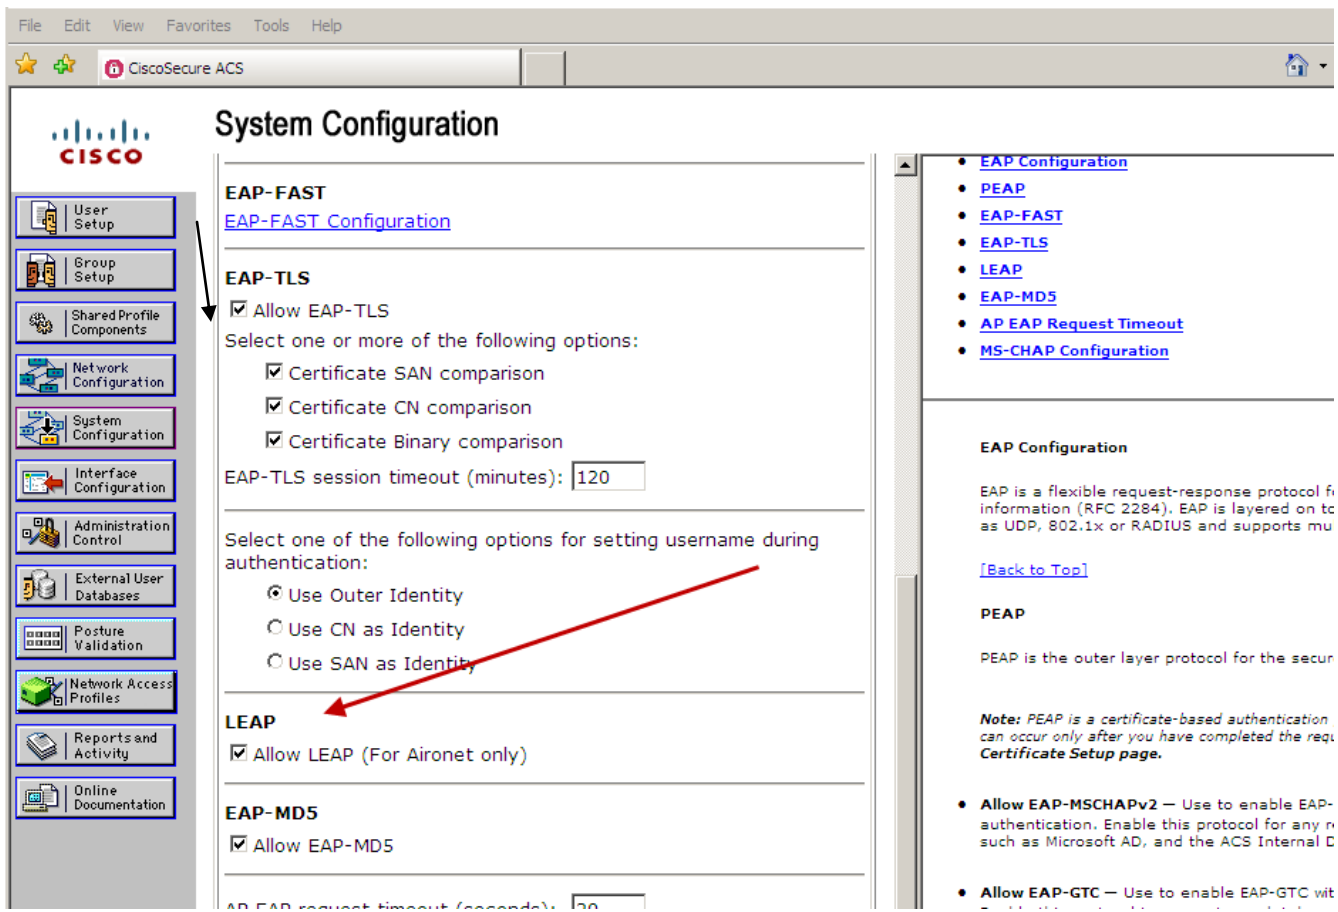 File Edit View Favorites Tools Help
CiscoSecure ACS
CISCO
System Configuration
User Setup
Group Setup
Shared Profile Components
Network Configuration
System Configuration
Interface Configuration
Administration Control
External User Databases
Posture Validation
Network Access Profiles
Reports and Activity
Online Documentation
EAP-FAST
EAP-FAST Configuration
EAP-TLS
Allow EAP-TLS
Select one or more of the following options:
Certificate SAN comparison
Certificate CN comparison
Certificate Binary comparison
EAP-TLS session timeout (minutes): 120
Select one of the following options for setting username during
authentication:
Use Outer Identity
Use CN as Identity
Use SAN as Identity
LEAP
Allow LEAP (For Aironet only)
EAP-MD5
Allow EAP-MD5
AP EAP request timeout (seconds): 20
EAP Configuration
PEAP
EAP-FAST
EAP-TLS
LEAP
EAP-MD5
AP EAP Request Timeout
MS-CHAP Configuration
EAP Configuration
EAP is a flexible request-response protocol
information (RFC 2284). EAP is layered on
as UDP, 802.1x or RADIUS and supports
[Back to Top]
PEAP
PEAP is the outer layer protocol for the
Note: PEAP is a certificate-based authentication
can occur only after you have completed the
Certificate Setup page.
Allow EAP-MSCHAPv2 — Use to enable EAP-
authentication. Enable this protocol for any
such as Microsoft AD, and the ACS Internal
Allow EAP-GTC — Use to enable EAP-GTC